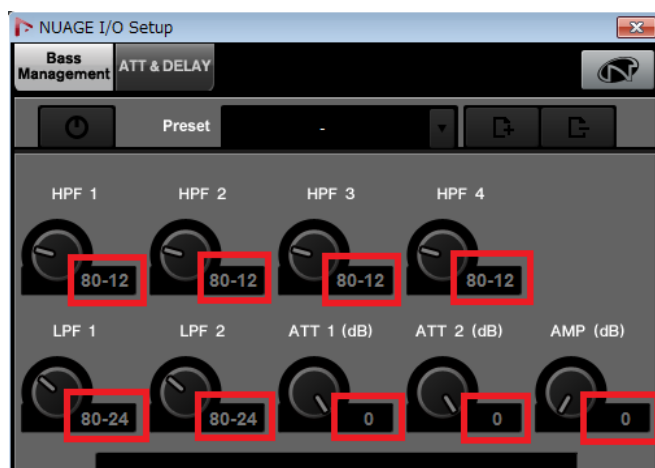 NUAGE I/O Setup
Bass
Management
ATT & DELAY
Preset
-
HPF 1
HPF 2
HPF 3
HPF 4
80-12
80-12
80-12
80-12
LPF 1
LPF 2
ATT 1 (dB)
ATT 2 (dB)
AMP (dB)
80-24
80-24
0
0
0